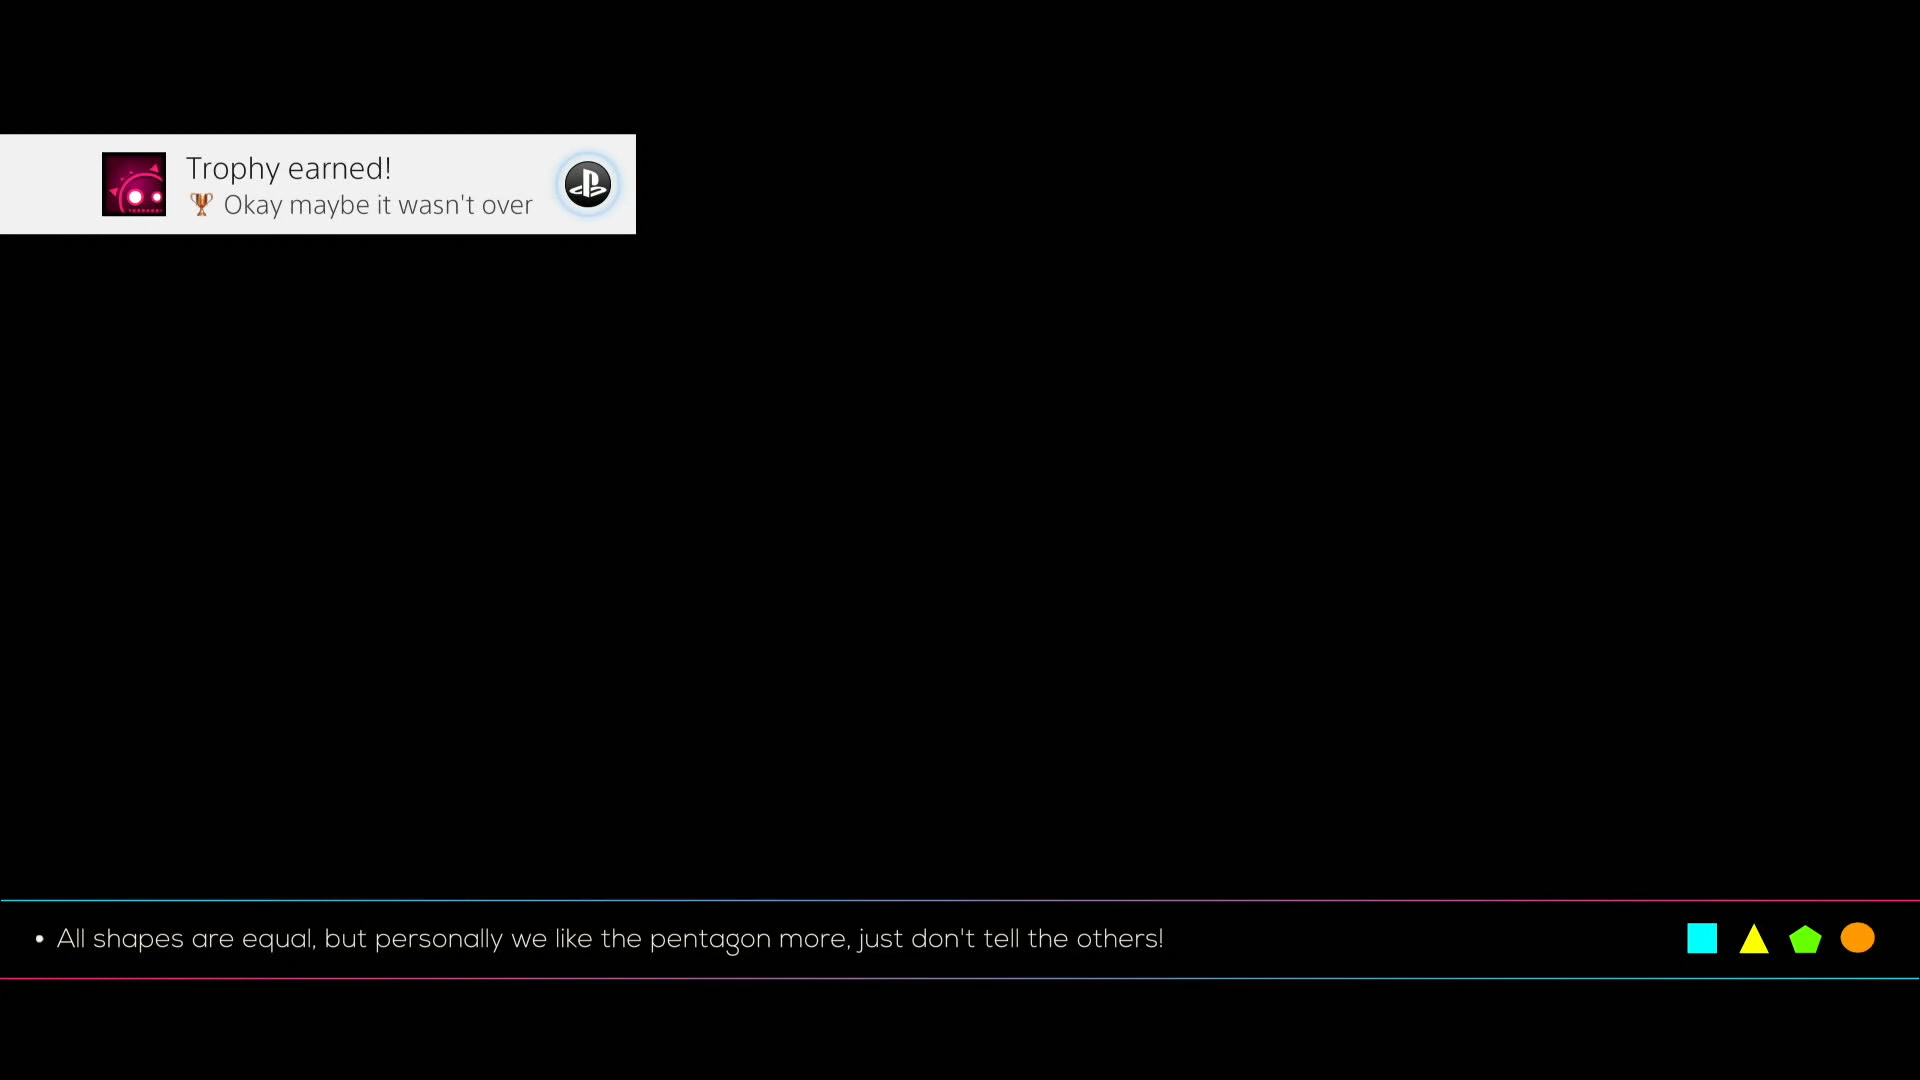 Trophy earned!
Okay maybe it wasn't over
• All shapes are equal, but personally we like the pentagon more, just don't tell the others!